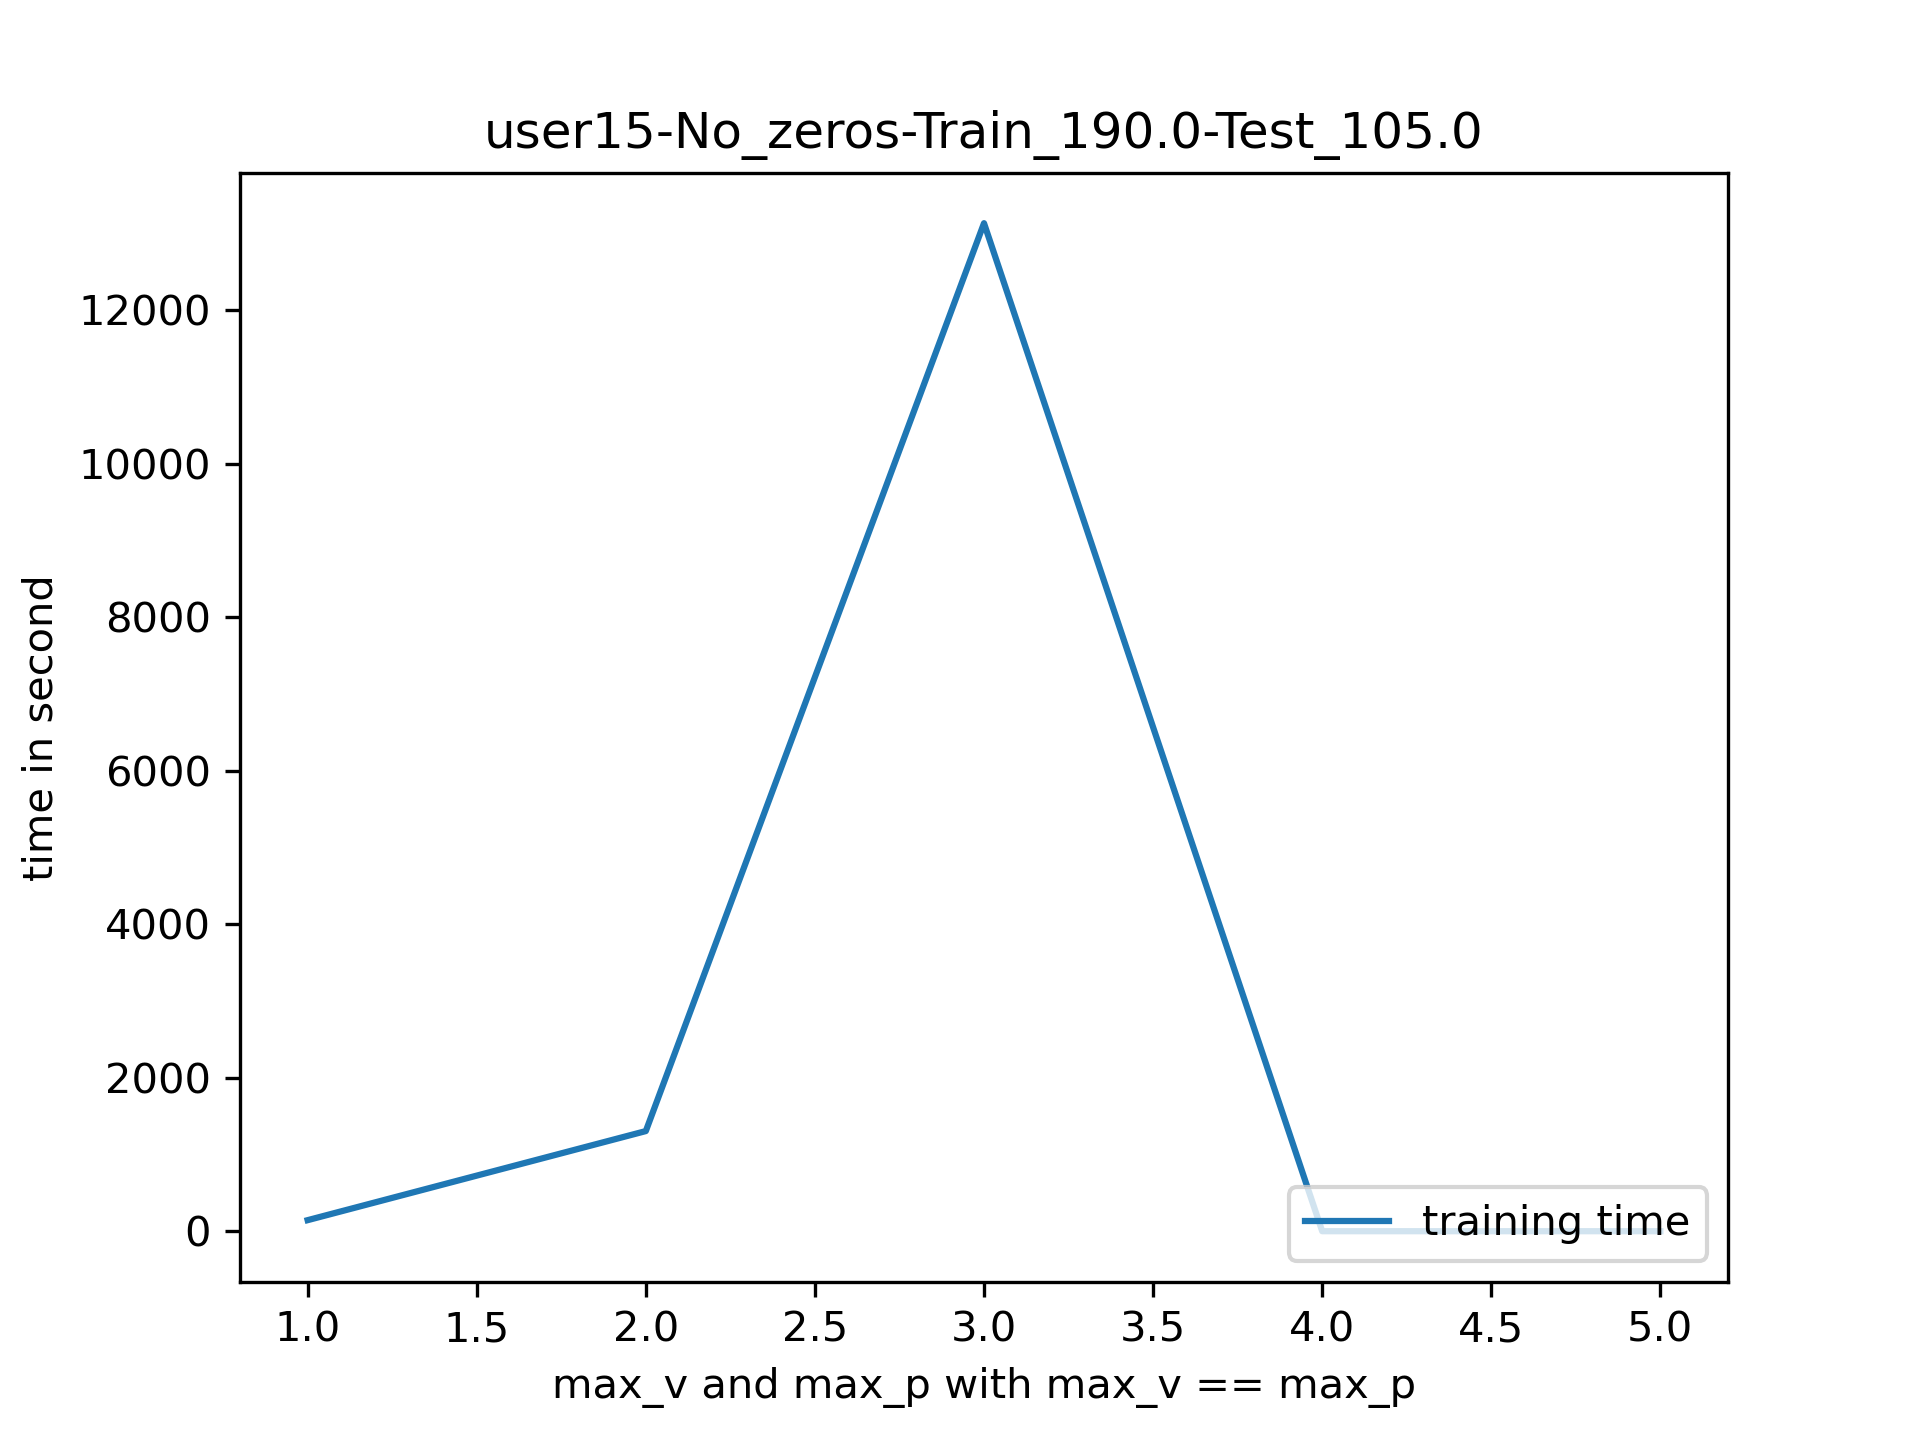 user15-No_zeros-Train_190.0-Test_105.0
time in second
12000
10000
8000
6000
4000
2000
0
training time
1.0 1.5 2.0 2.5 3.0 3.5 4.0 4.5 5.0
max_v and max_p with max_v == max_p